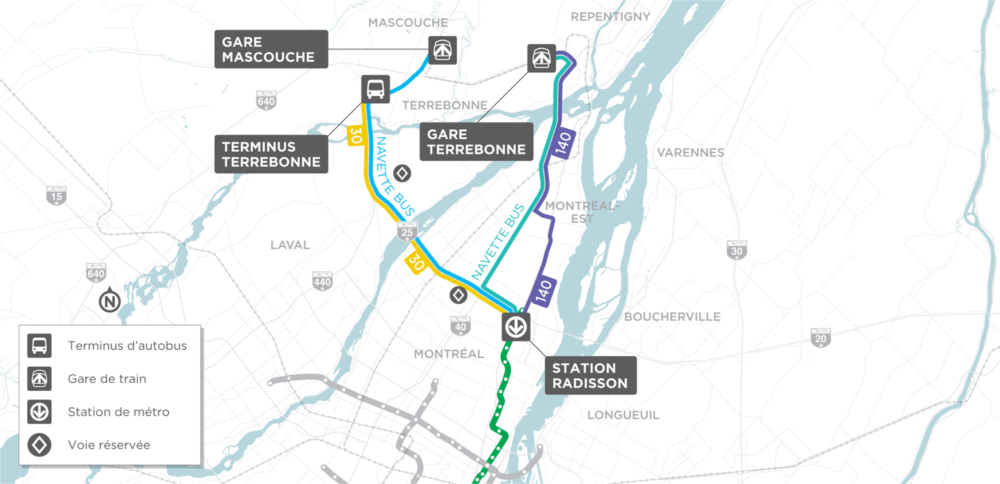 MASCOUCHE
REPENTIGNY
GARE
MASCOUCHE
640
TERREBONNE
30
TERMINUS
TERREBONNE
GARE
TERREBONNE
140
NAVETTE BUS
VARENNES
15
MONTRÉAL-
EST
NAVETTE BUS
25
LAVAL
30
30
640
440
N
140
40
BOUCHERVILLE
20
MONTRÉAL
STATION
RADISSON
LONGUEUIL
Terminus d'autobus
Gare de train
Station de métro
Voie réservée